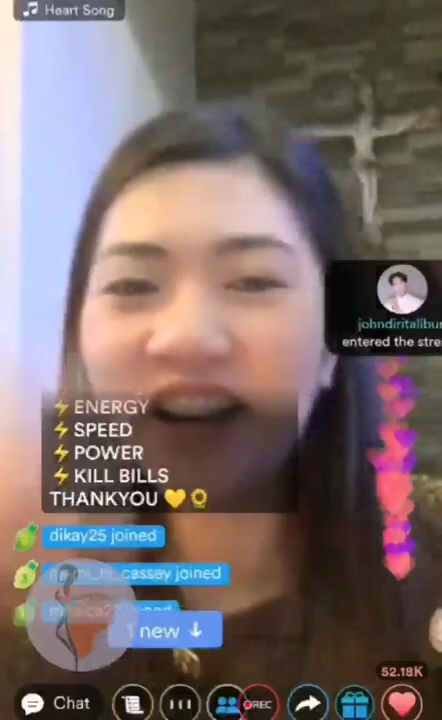 Heart Song
johndiritalibur
entered the stre
⚡ENERGY
⚡SPEED
⚡POWER
⚡KILL BILLS
THANKYOU 💛🌻
dikay25 joined
cassey joined
1 new ↓
52.18K
Chat
REC